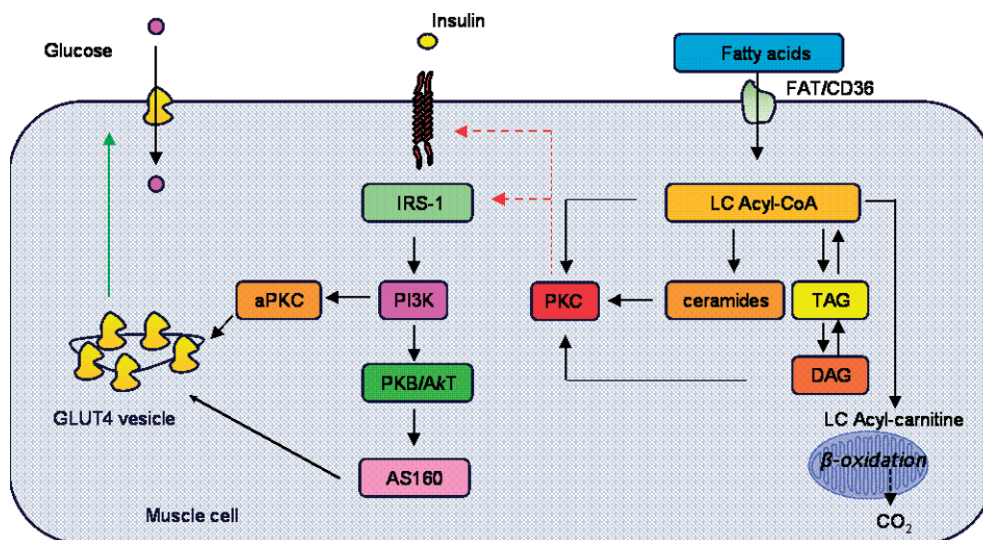 Insulin
Glucose
Fatty acids
FAT/CD36
IRS-1
LC Acyl-CoA
aPKC
PI3K
PKC
ceramides
TAG
PKB/AkT
DAG
GLUT4 vesicle
LC Acyl-carnitine
β-oxidation
AS160
Muscle cell
CO₂